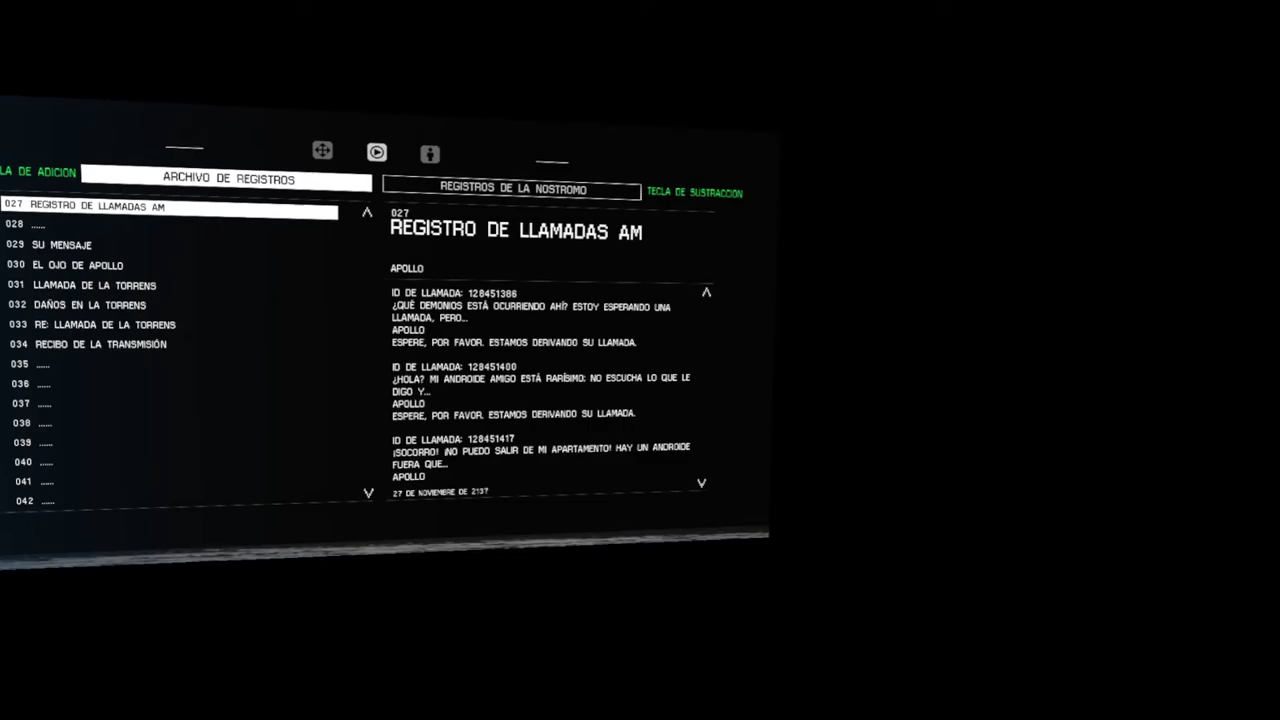 LA DE ADICION
ARCHIVO DE REGISTROS
REGISTROS DE LA NOSTROMO
TECLA DE SUSTRACCION
027 REGISTRO DE LLAMADAS AM
028 ......
029 SU MENSAJE
030 EL OJO DE APOLLO
031 LLAMADA DE LA TORRENS
032 DAÑOS EN LA TORRENS
033 RE: LLAMADA DE LA TORRENS
034 RECIBO DE LA TRANSMISIÓN
035 ......
036 ......
037 ......
038 ......
039 ......
040 ......
041 ......
042 ......
027
REGISTRO DE LLAMADAS AM
APOLLO
ID DE LLAMADA: 128451386
¿QUÉ DEMONIOS ESTÁ OCURRIENDO AHÍ? ESTOY ESPERANDO UNA
LLAMADA, PERO...
APOLLO
ESPERE, POR FAVOR. ESTAMOS DERIVANDO SU LLAMADA.
ID DE LLAMADA: 128451400
¿HOLA? MI ANDROIDE AMIGO ESTÁ RARÍSIMO: NO ESCUCHA LO QUE LE
DIGO Y...
APOLLO
ESPERE, POR FAVOR. ESTAMOS DERIVANDO SU LLAMADA.
ID DE LLAMADA: 128451417
¡SOCORRO! ¡NO PUEDO SALIR DE MI APARTAMENTO! HAY UN ANDROIDE
FUERA QUE...
APOLLO
27 DE NOVIEMBRE DE 2137